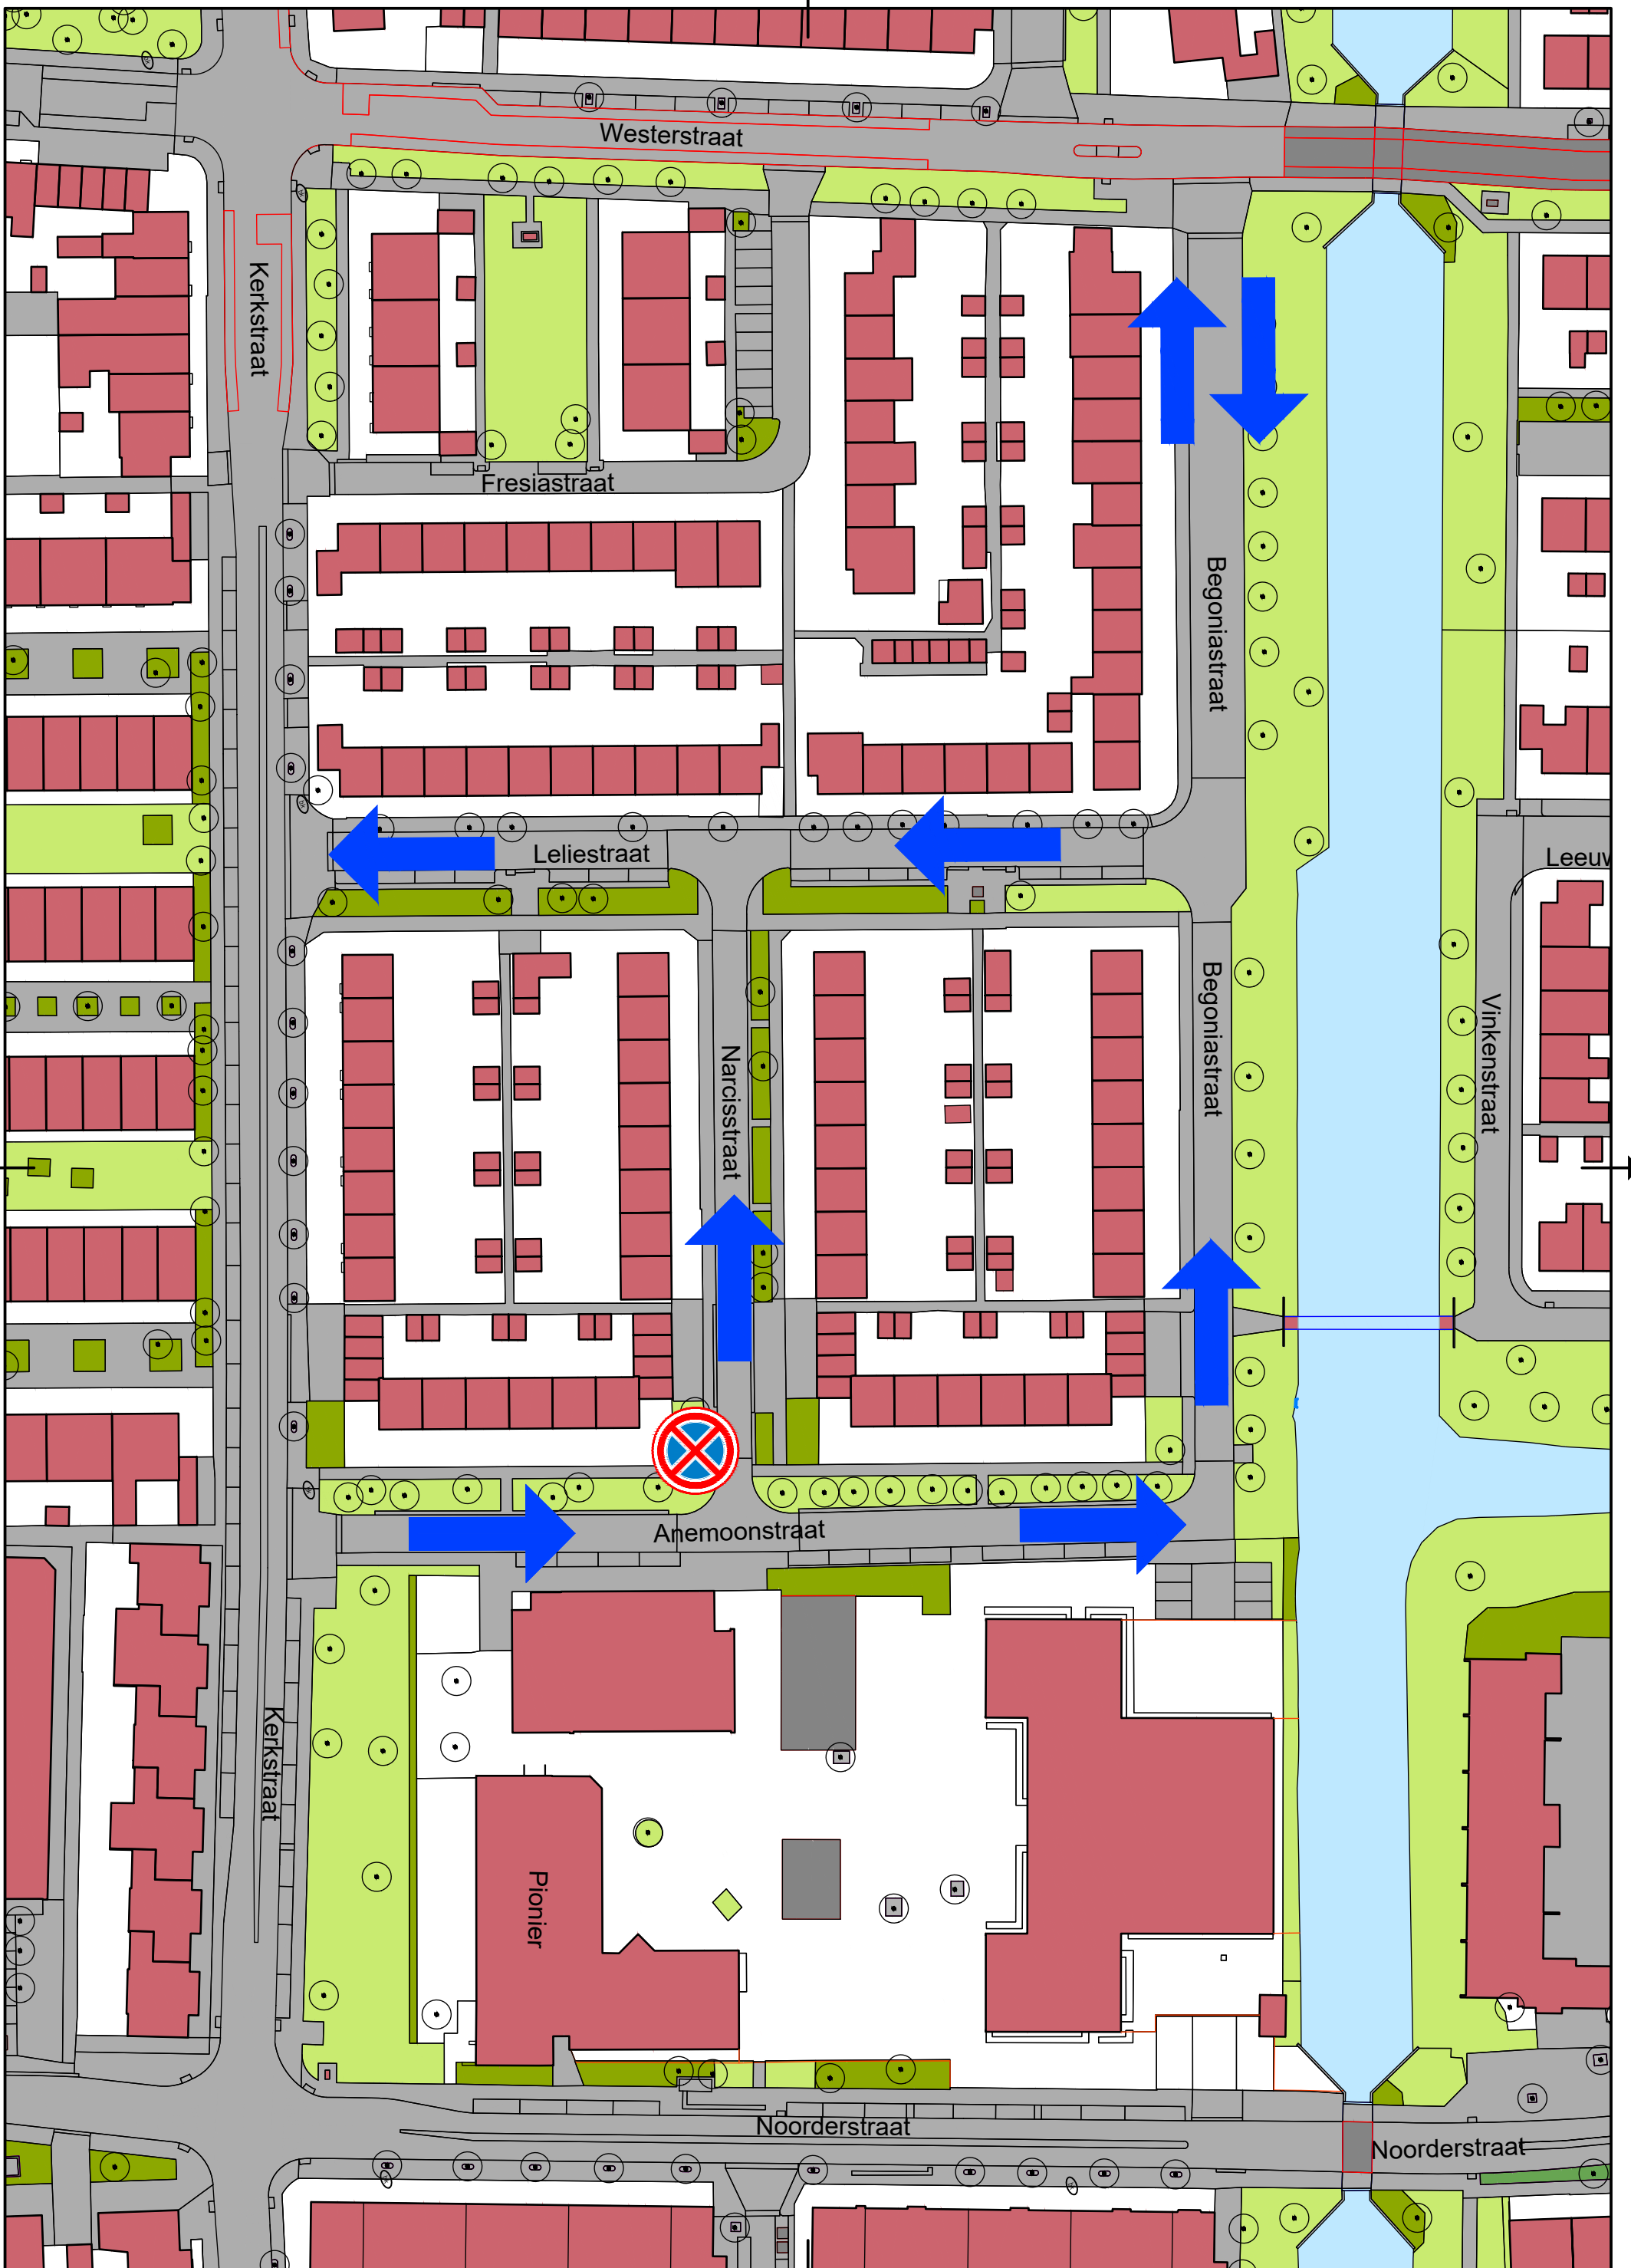 Westerstraat
Kerkstraat
Fresiastraat
Begoniastraat
Leliestraat
Leeuw
Begoniastraat
Vinkenstraat
Narcisstraat
Anemoonstraat
Kerkstraat
Pionier
Noorderstraat
Noorderstraat